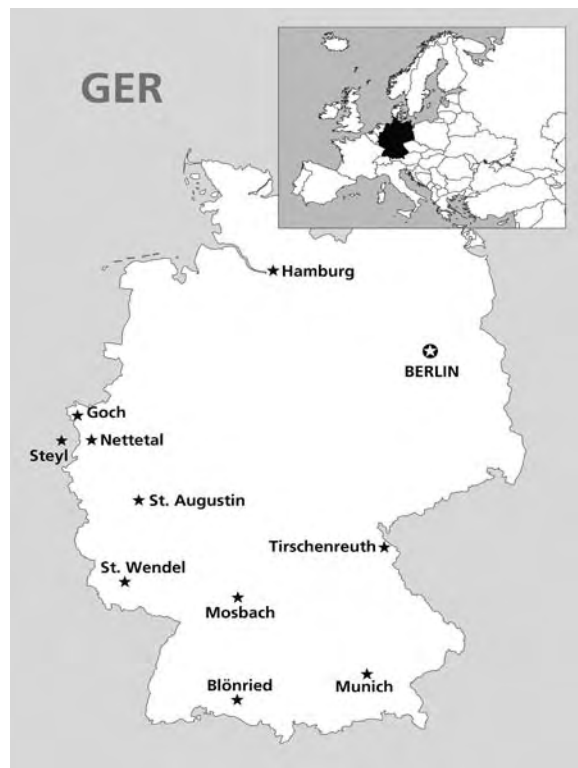 GER
Hamburg
BERLIN
Goch
Nettetal
Steyl
St. Augustin
Tirschenreuth
St. Wendel
Mosbach
Blönried
Munich